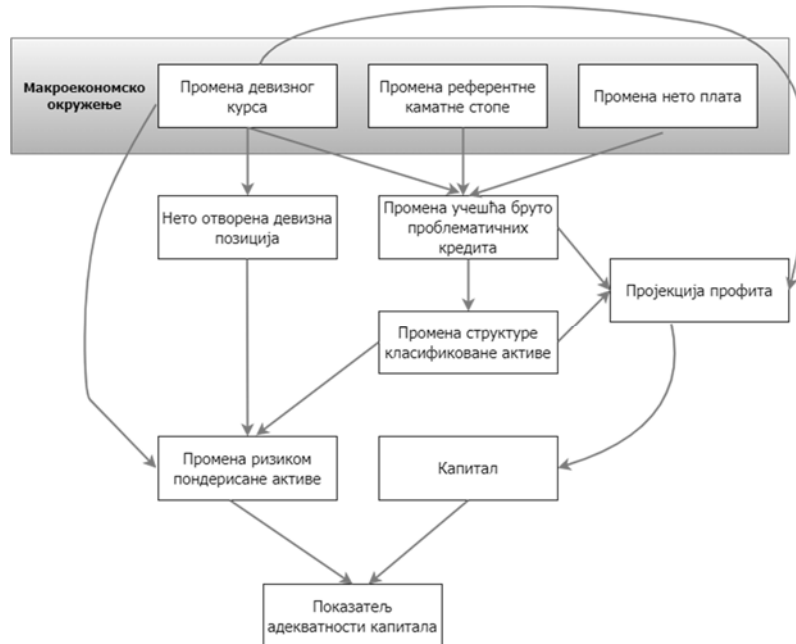 Макроекономско
окружење
Промена девизног
курса
Промена референтне
каматне стопе
Промена нето плата
Нето отворена девизна
позиција
Промена учешћа бруто
проблематичних
кредита
Пројекција профита
Промена структуре
класификоване активе
Промена ризиком
пондерисане активе
Капитал
Показатељ
адекватности капитала